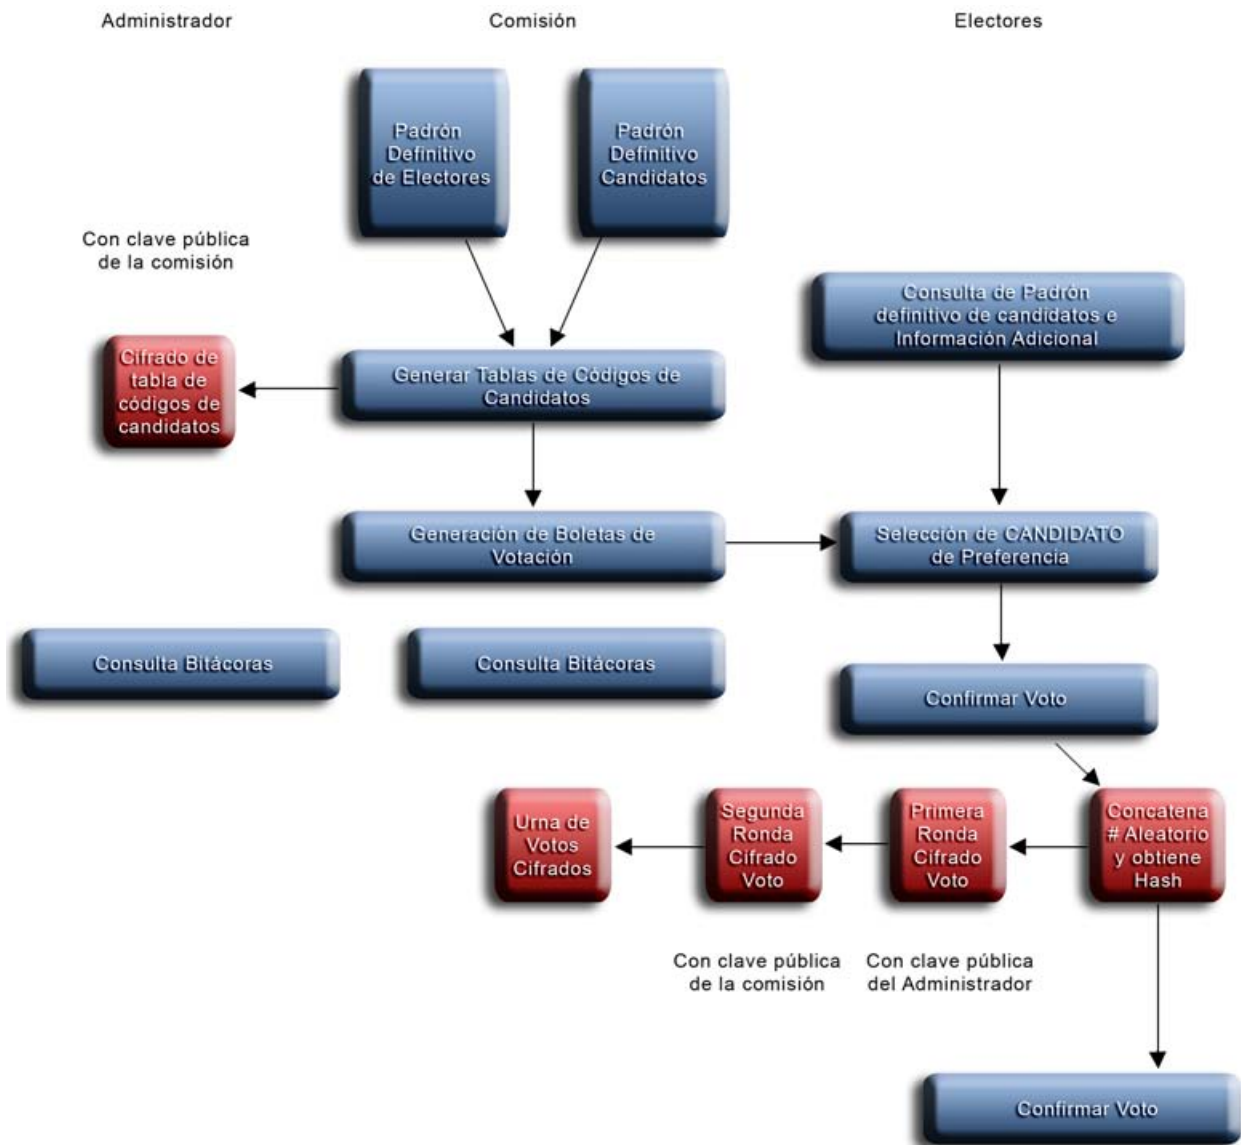 Administrador
Comisión
Electores
Padrón
Definitivo
de Electores
Padrón
Definitivo
Candidatos
Con clave pública
de la comisión
Consulta de Padrón
definitivo de candidatos e
Información Adicional
Cifrado de
tabla de
códigos de
candidatos
Generar Tablas de Códigos de
Candidatos
Generación de Boletas de
Votación
Selección de CANDIDATO
de Preferencia
Consulta Bitácoras
Consulta Bitácoras
Confirmar Voto
Urna de
Votos
Cifrados
Segunda
Ronda
Cifrado
Voto
Primera
Ronda
Cifrado
Voto
Concatena
# Aleatorio
y obtiene
Hash
Con clave pública
de la comisión
Con clave pública
del Administrador
Confirmar Voto